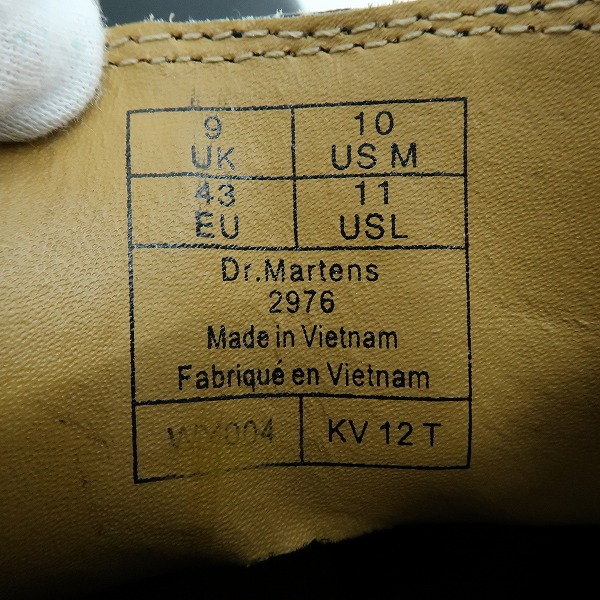 9 UK
10 US M
43 EU
11 USL
Dr.Martens
2976
Made in Vietnam
Fabriqué en Vietnam
KV 12 T